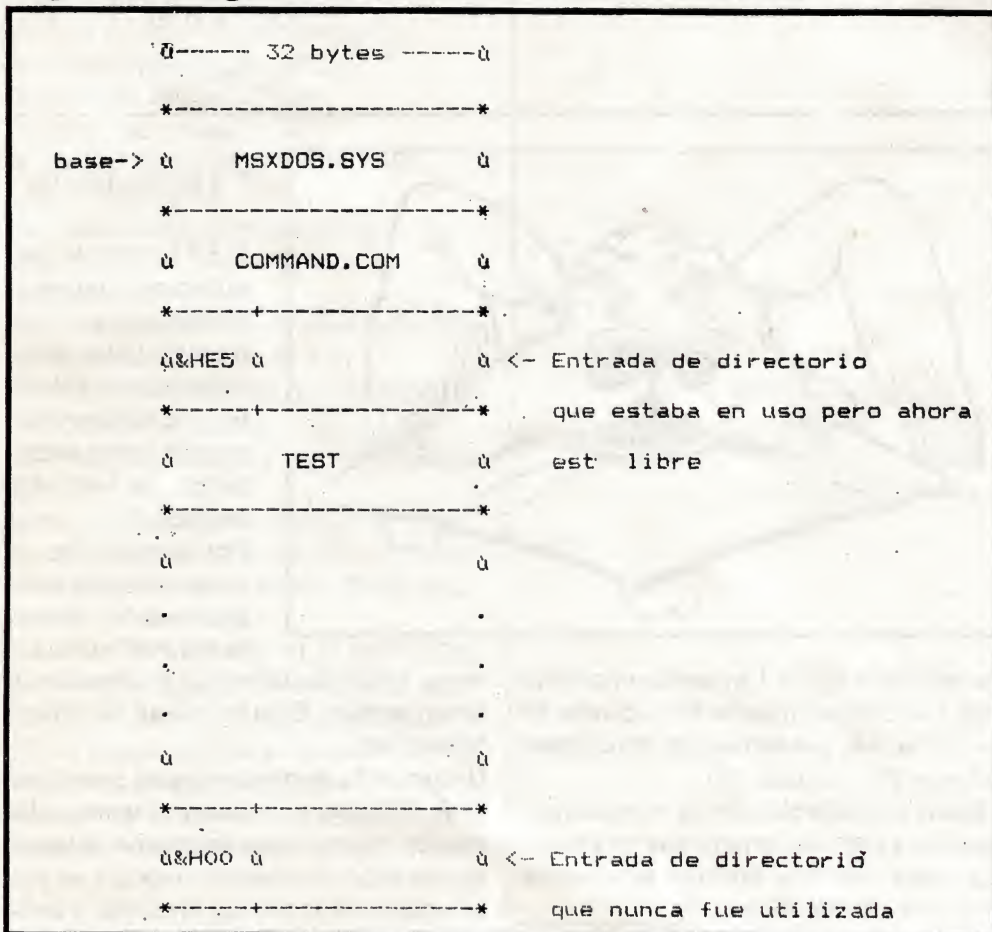 ù------ 32 bytes ------ù
*----------------------*
base-> ù MSXDOS.SYS ù
*----------------------*
ù COMMAND.COM ù
*------+---------------*
ù&HE5 ù ù <- Entrada de directorio
*------+---------------* que estaba en uso pero ahora
ù TEST ù est libre
*----------------------*
ù ù
. .
. .
. .
ù ù
*------+---------------*
ù&H00 ù ù <- Entrada de directorio
*------+---------------* que nunca fue utilizada